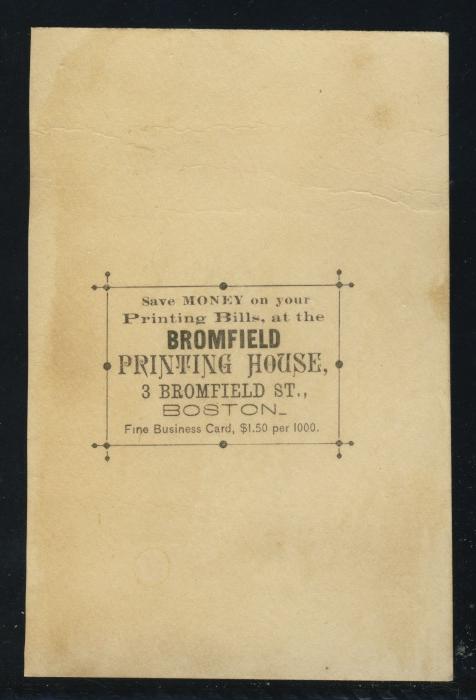 Save MONEY on your
Printing Bills, at the
BROMFIELD
PRINTING HOUSE,
3 BROMFIELD ST.,
BOSTON_
Fine Business Card, $1.50 per 1000.